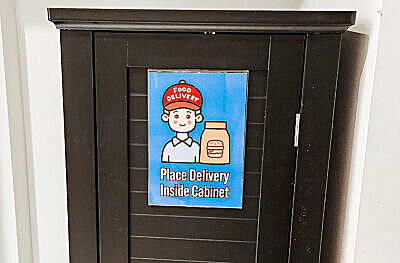 FOOD
DELIVERY
Place Delivery
Inside Cabinet